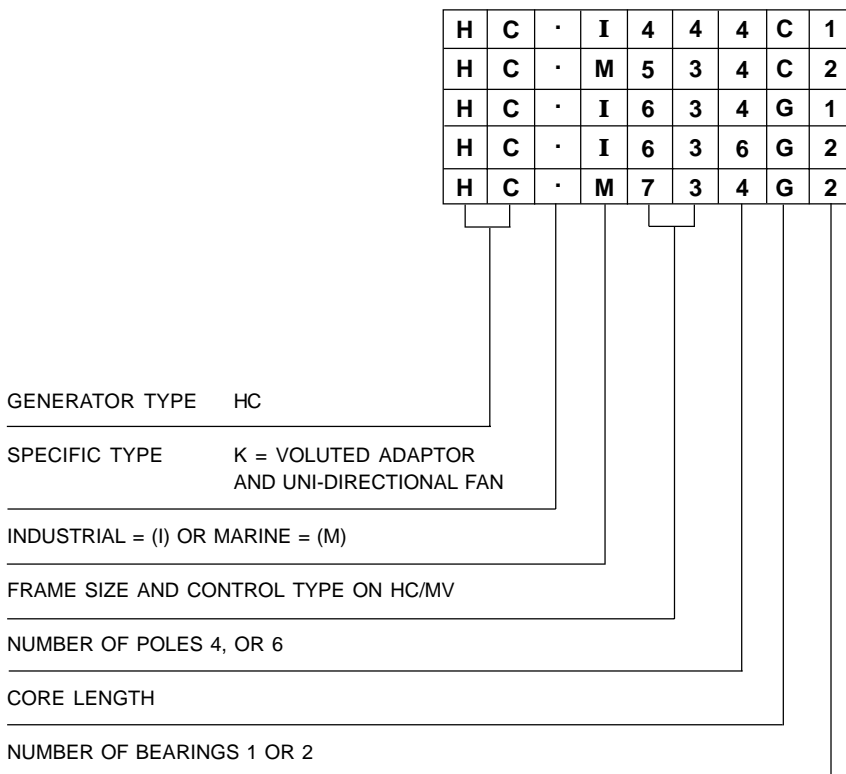 H C . I 4 4 4 C 1
H C . M 5 3 4 C 2
H C . I 6 3 4 G 1
H C . I 6 3 6 G 2
H C . M 7 3 4 G 2
GENERATOR TYPE HC
SPECIFIC TYPE K = VOLUTED ADAPTOR
AND UNI-DIRECTIONAL FAN
INDUSTRIAL = (I) OR MARINE = (M)
FRAME SIZE AND CONTROL TYPE ON HC/MV
NUMBER OF POLES 4, OR 6
CORE LENGTH
NUMBER OF BEARINGS 1 OR 2